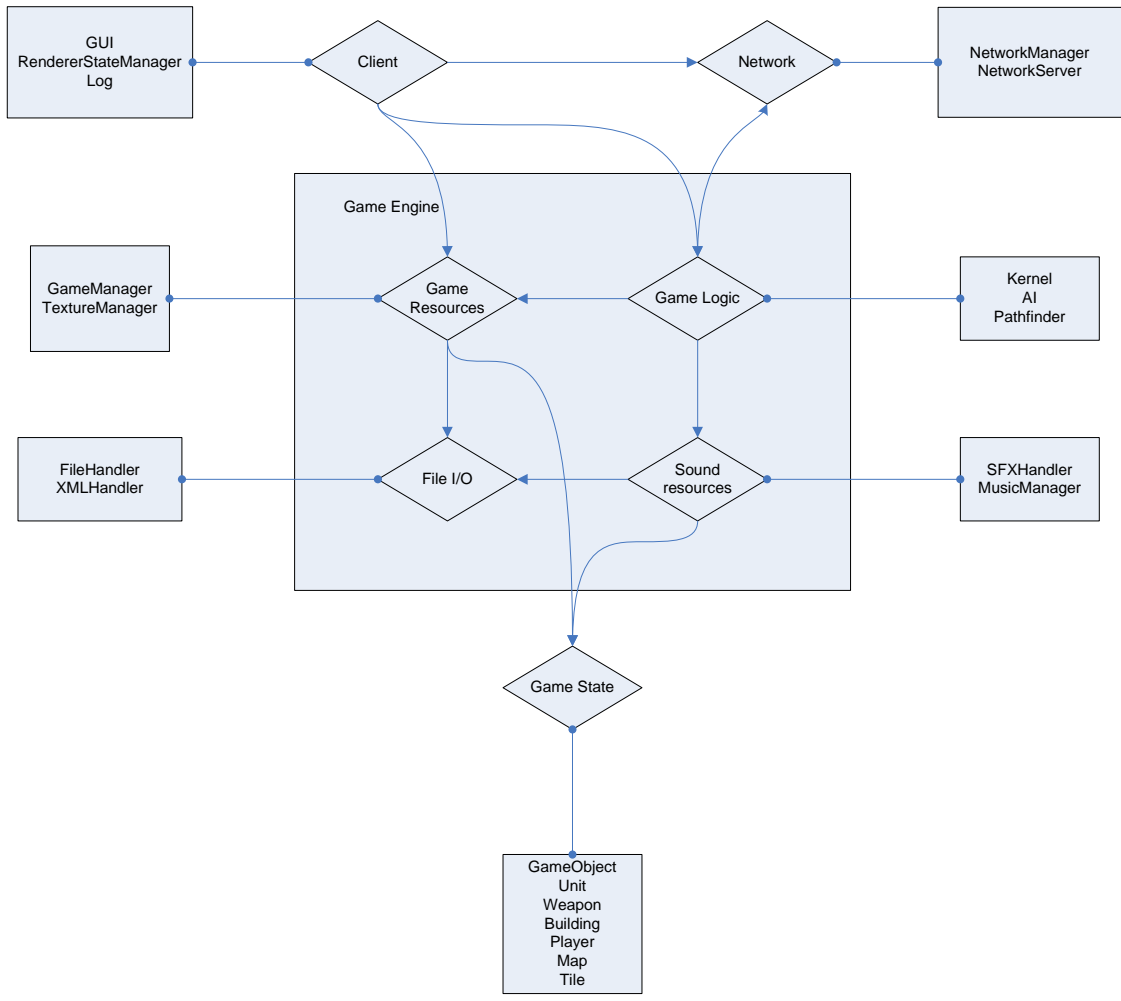 GUI
RendererStateManager
Log
Client
Network
NetworkManager
NetworkServer
Game Engine
GameManager
TextureManager
Game
Resources
Game Logic
Kernel
AI
Pathfinder
FileHandler
XMLHandler
File I/O
Sound
resources
SFXHandler
MusicManager
Game State
GameObject
Unit
Weapon
Building
Player
Map
Tile